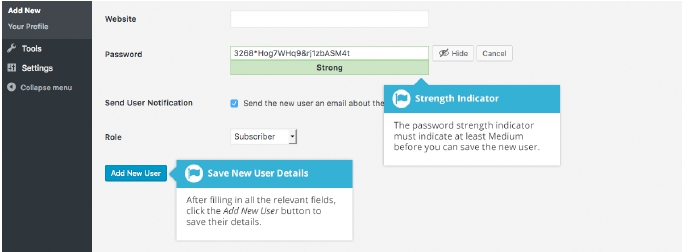 Add New
Your Profile
Tools
Settings
Collapse menu
Website
Password
3268*Hog7WHq9&rj1zbASM4t
Hide
Cancel
Strong
Send User Notification
Send the new user an email about the
Role
Subscriber
Add New User
Strength Indicator
The password strength indicator
must indicate at least Medium
before you can save the new user.
Save New User Details
After filling in all the relevant fields,
click the Add New User button to
save their details.